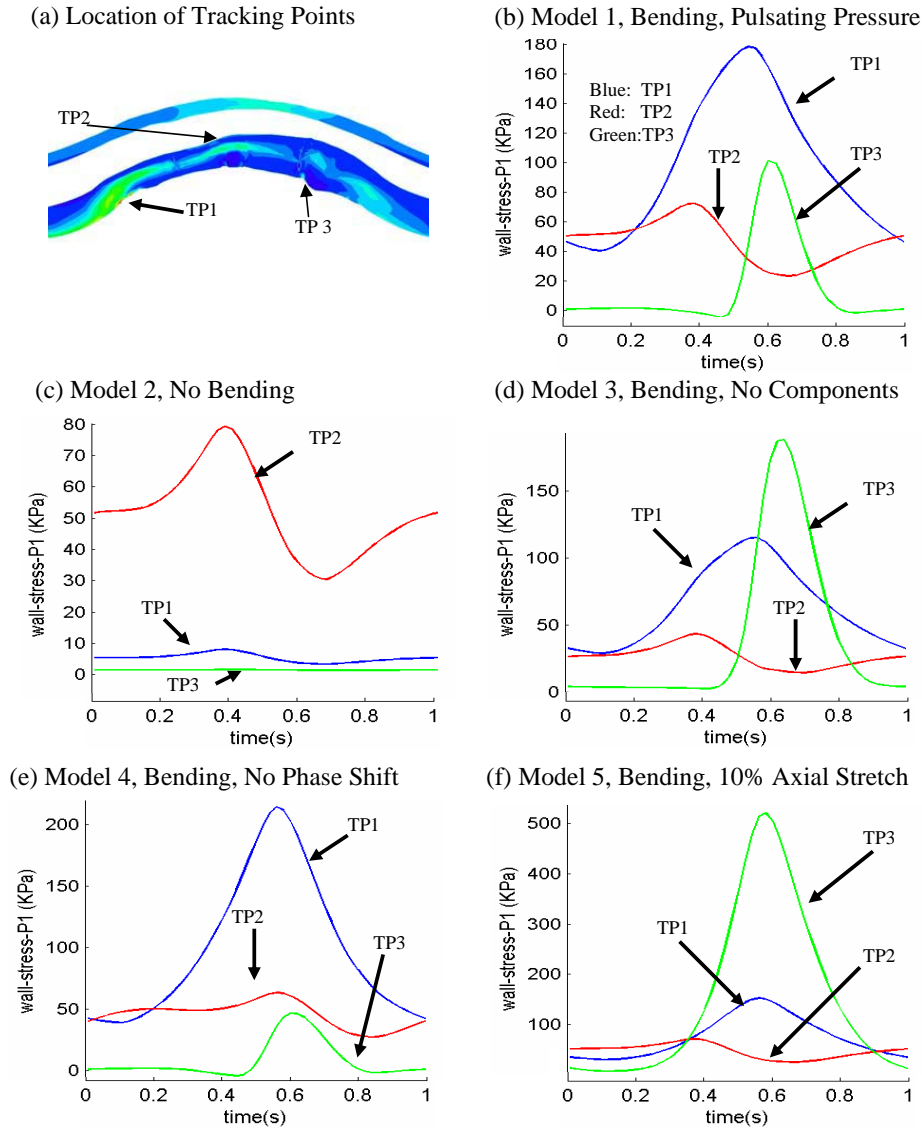 (a) Location of Tracking Points
TP2
TP1
TP 3
(b) Model 1, Bending, Pulsating Pressure
wall-stress-P1 (KPa)
180
160
140
120
100
80
60
40
20
0
Blue: TP1
Red: TP2
Green:TP3
TP1
TP2
TP3
0
0.2
0.4
0.6
0.8
1
time(s)
(c) Model 2, No Bending
wall-stress-P1 (KPa)
80
70
60
50
40
30
20
10
0
TP2
TP1
TP3
0
0.2
0.4
0.6
0.8
1
time(s)
(d) Model 3, Bending, No Components
wall-stress-P1 (KPa)
150
100
50
0
TP1
TP3
TP2
0
0.2
0.4
0.6
0.8
1
time(s)
(e) Model 4, Bending, No Phase Shift
wall-stress-P1 (KPa)
200
150
100
50
0
TP1
TP2
TP3
0
0.2
0.4
0.6
0.8
1
time(s)
(f) Model 5, Bending, 10% Axial Stretch
wall-stress-P1 (KPa)
500
400
300
200
100
TP3
TP1
TP2
0
0.2
0.4
0.6
0.8
1
time(s)